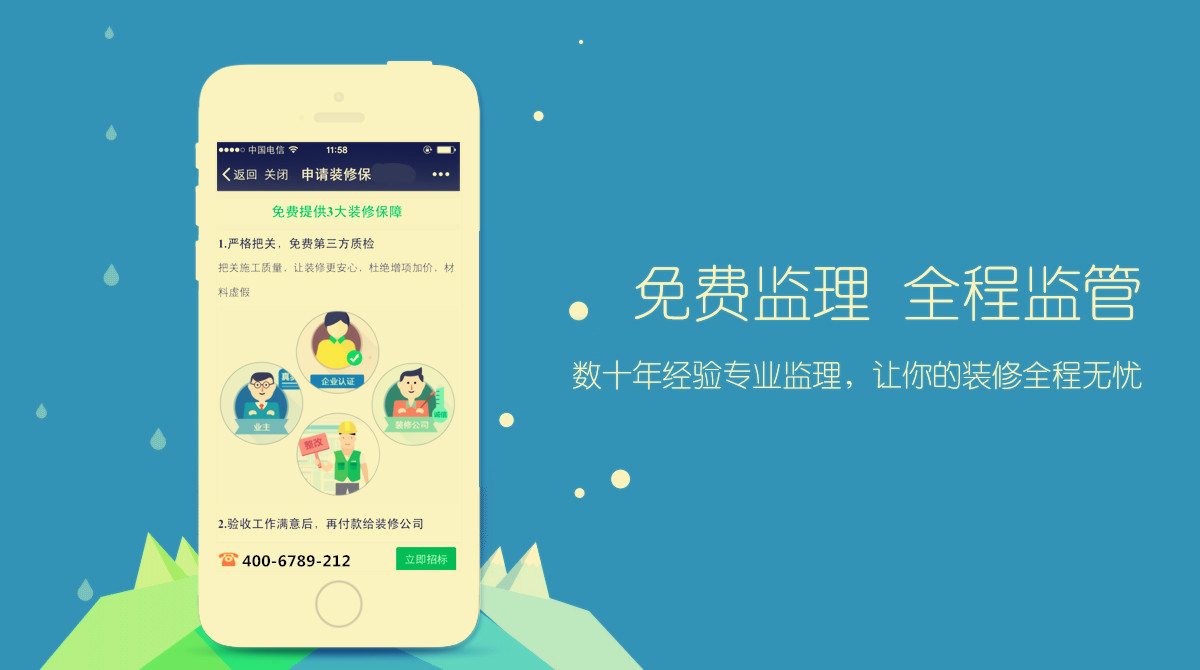 中国电信 11:58
返回 关闭 申请装修保
免费提供3大装修保障
1.严格把关，免费第三方质检
把关施工质量，让装修更安心，杜绝增项加价，材
料虚假
企业认证
业主
诚信
装修公司
整改
2.验收工作满意后，再付款给装修公司
400-6789-212
立即招标
免费监理 全程监管
数十年经验专业监理，让你的装修全程无忧